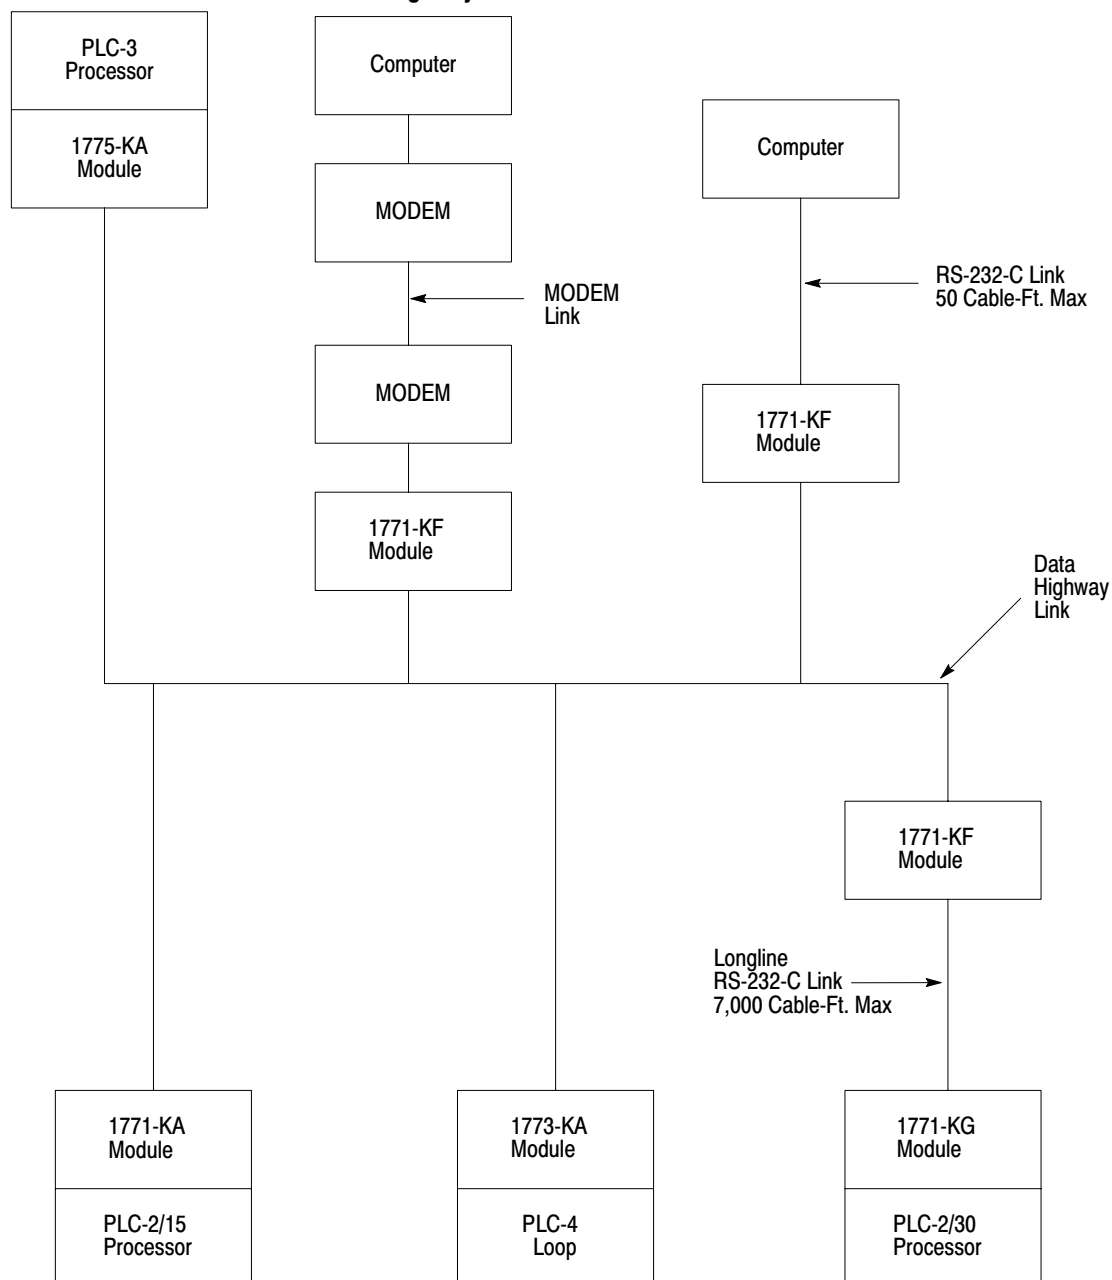 PLC-3
Processor
1775-KA
Module
Computer
MODEM
MODEM
Link
MODEM
1771-KF
Module
Computer
RS-232-C Link
50 Cable-Ft. Max
1771-KF
Module
Data
Highway
Link
1771-KF
Module
Longline
RS-232-C Link
7,000 Cable-Ft. Max
1771-KA
Module
PLC-2/15
Processor
1773-KA
Module
PLC-4
Loop
1771-KG
Module
PLC-2/30
Processor